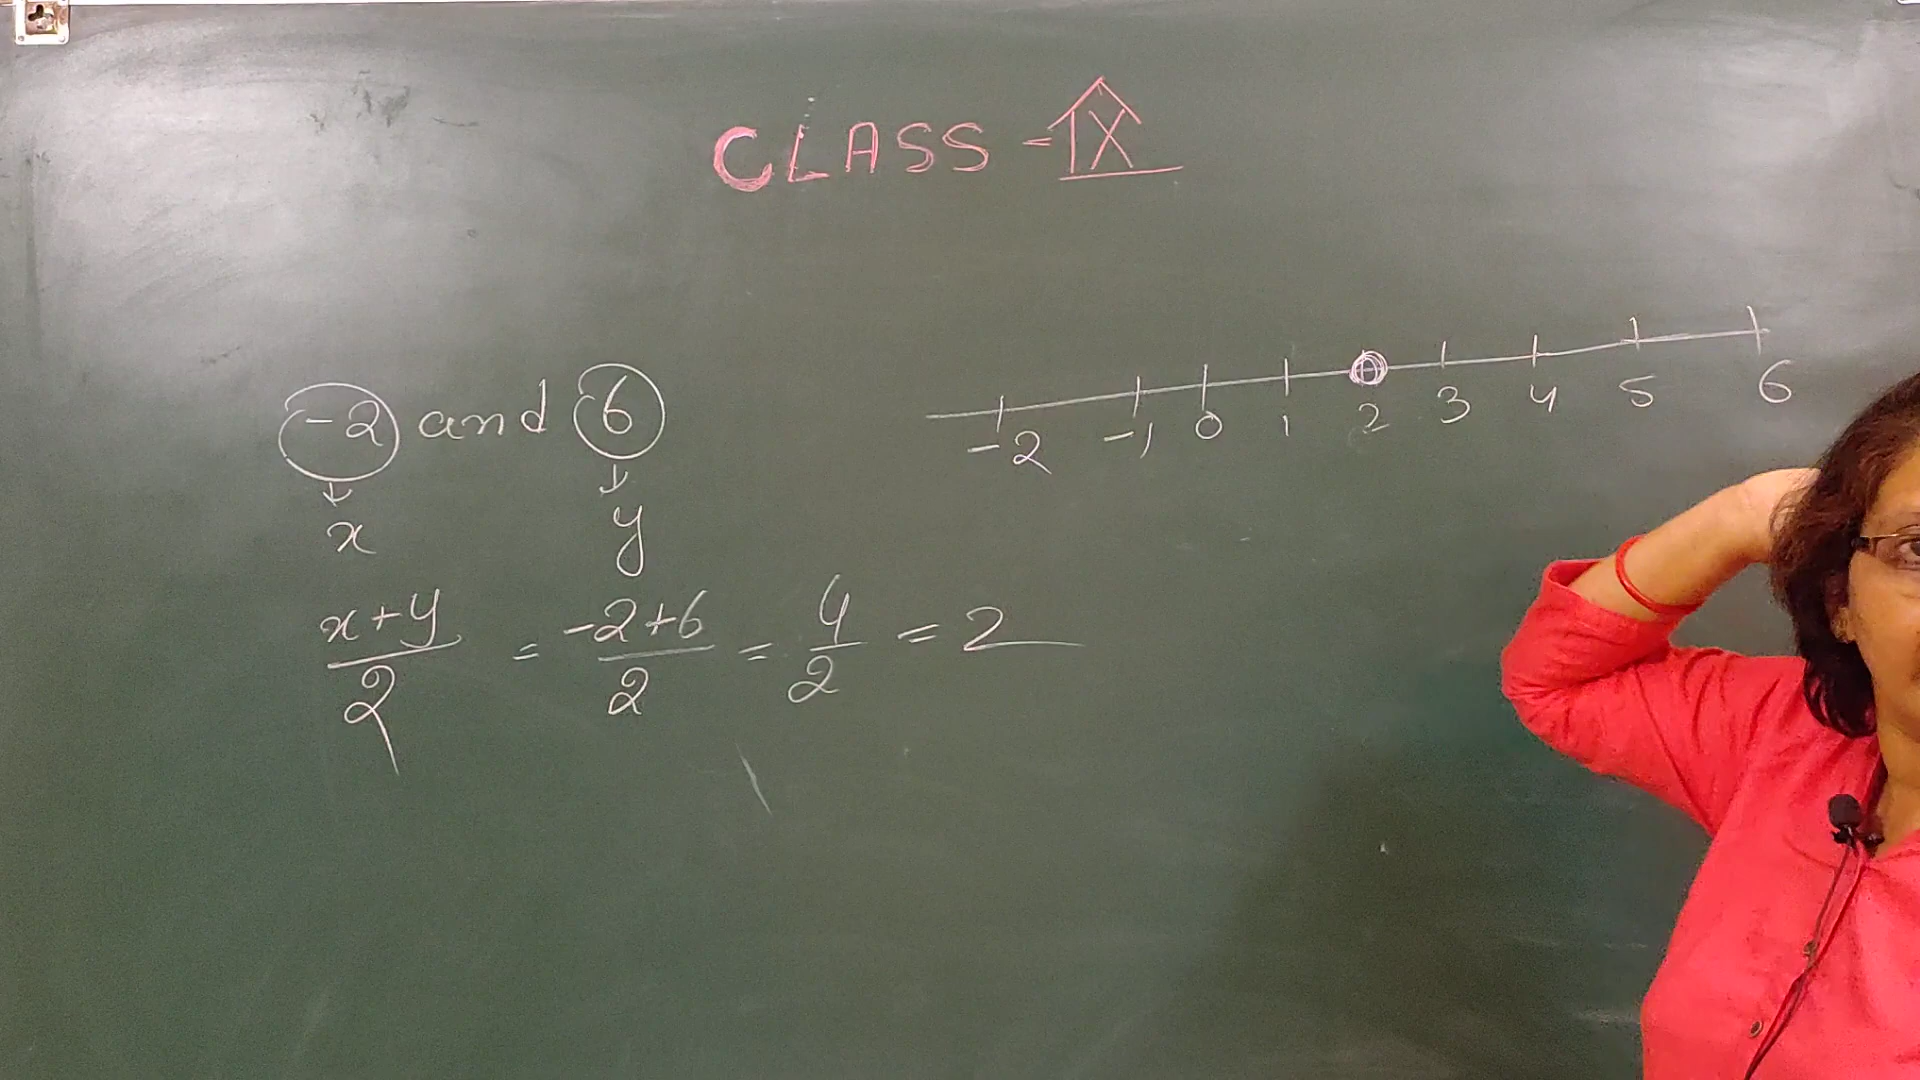 CLASS - IX
-2 and 6
x y
-2 -1 0 1 2 3 4 5 6
x+y/2 = -2+6/2 = 4/2 = 2